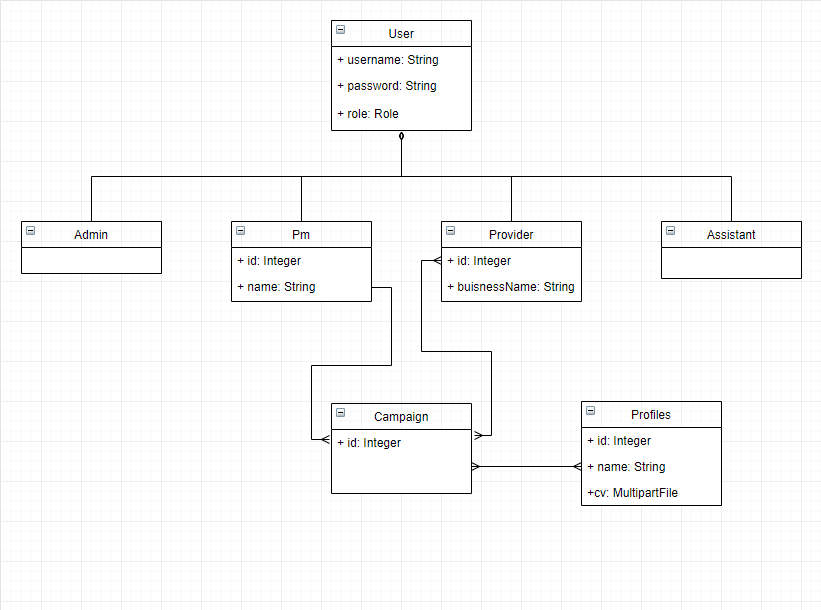 User
+ username: String
+ password: String
+ role: Role
Admin
Pm
+ id: Integer
+ name: String
Provider
+ id: Integer
+ buisnessName: String
Assistant
Campaign
+ id: Integer
Profiles
+ id: Integer
+ name: String
+cv: MultipartFile